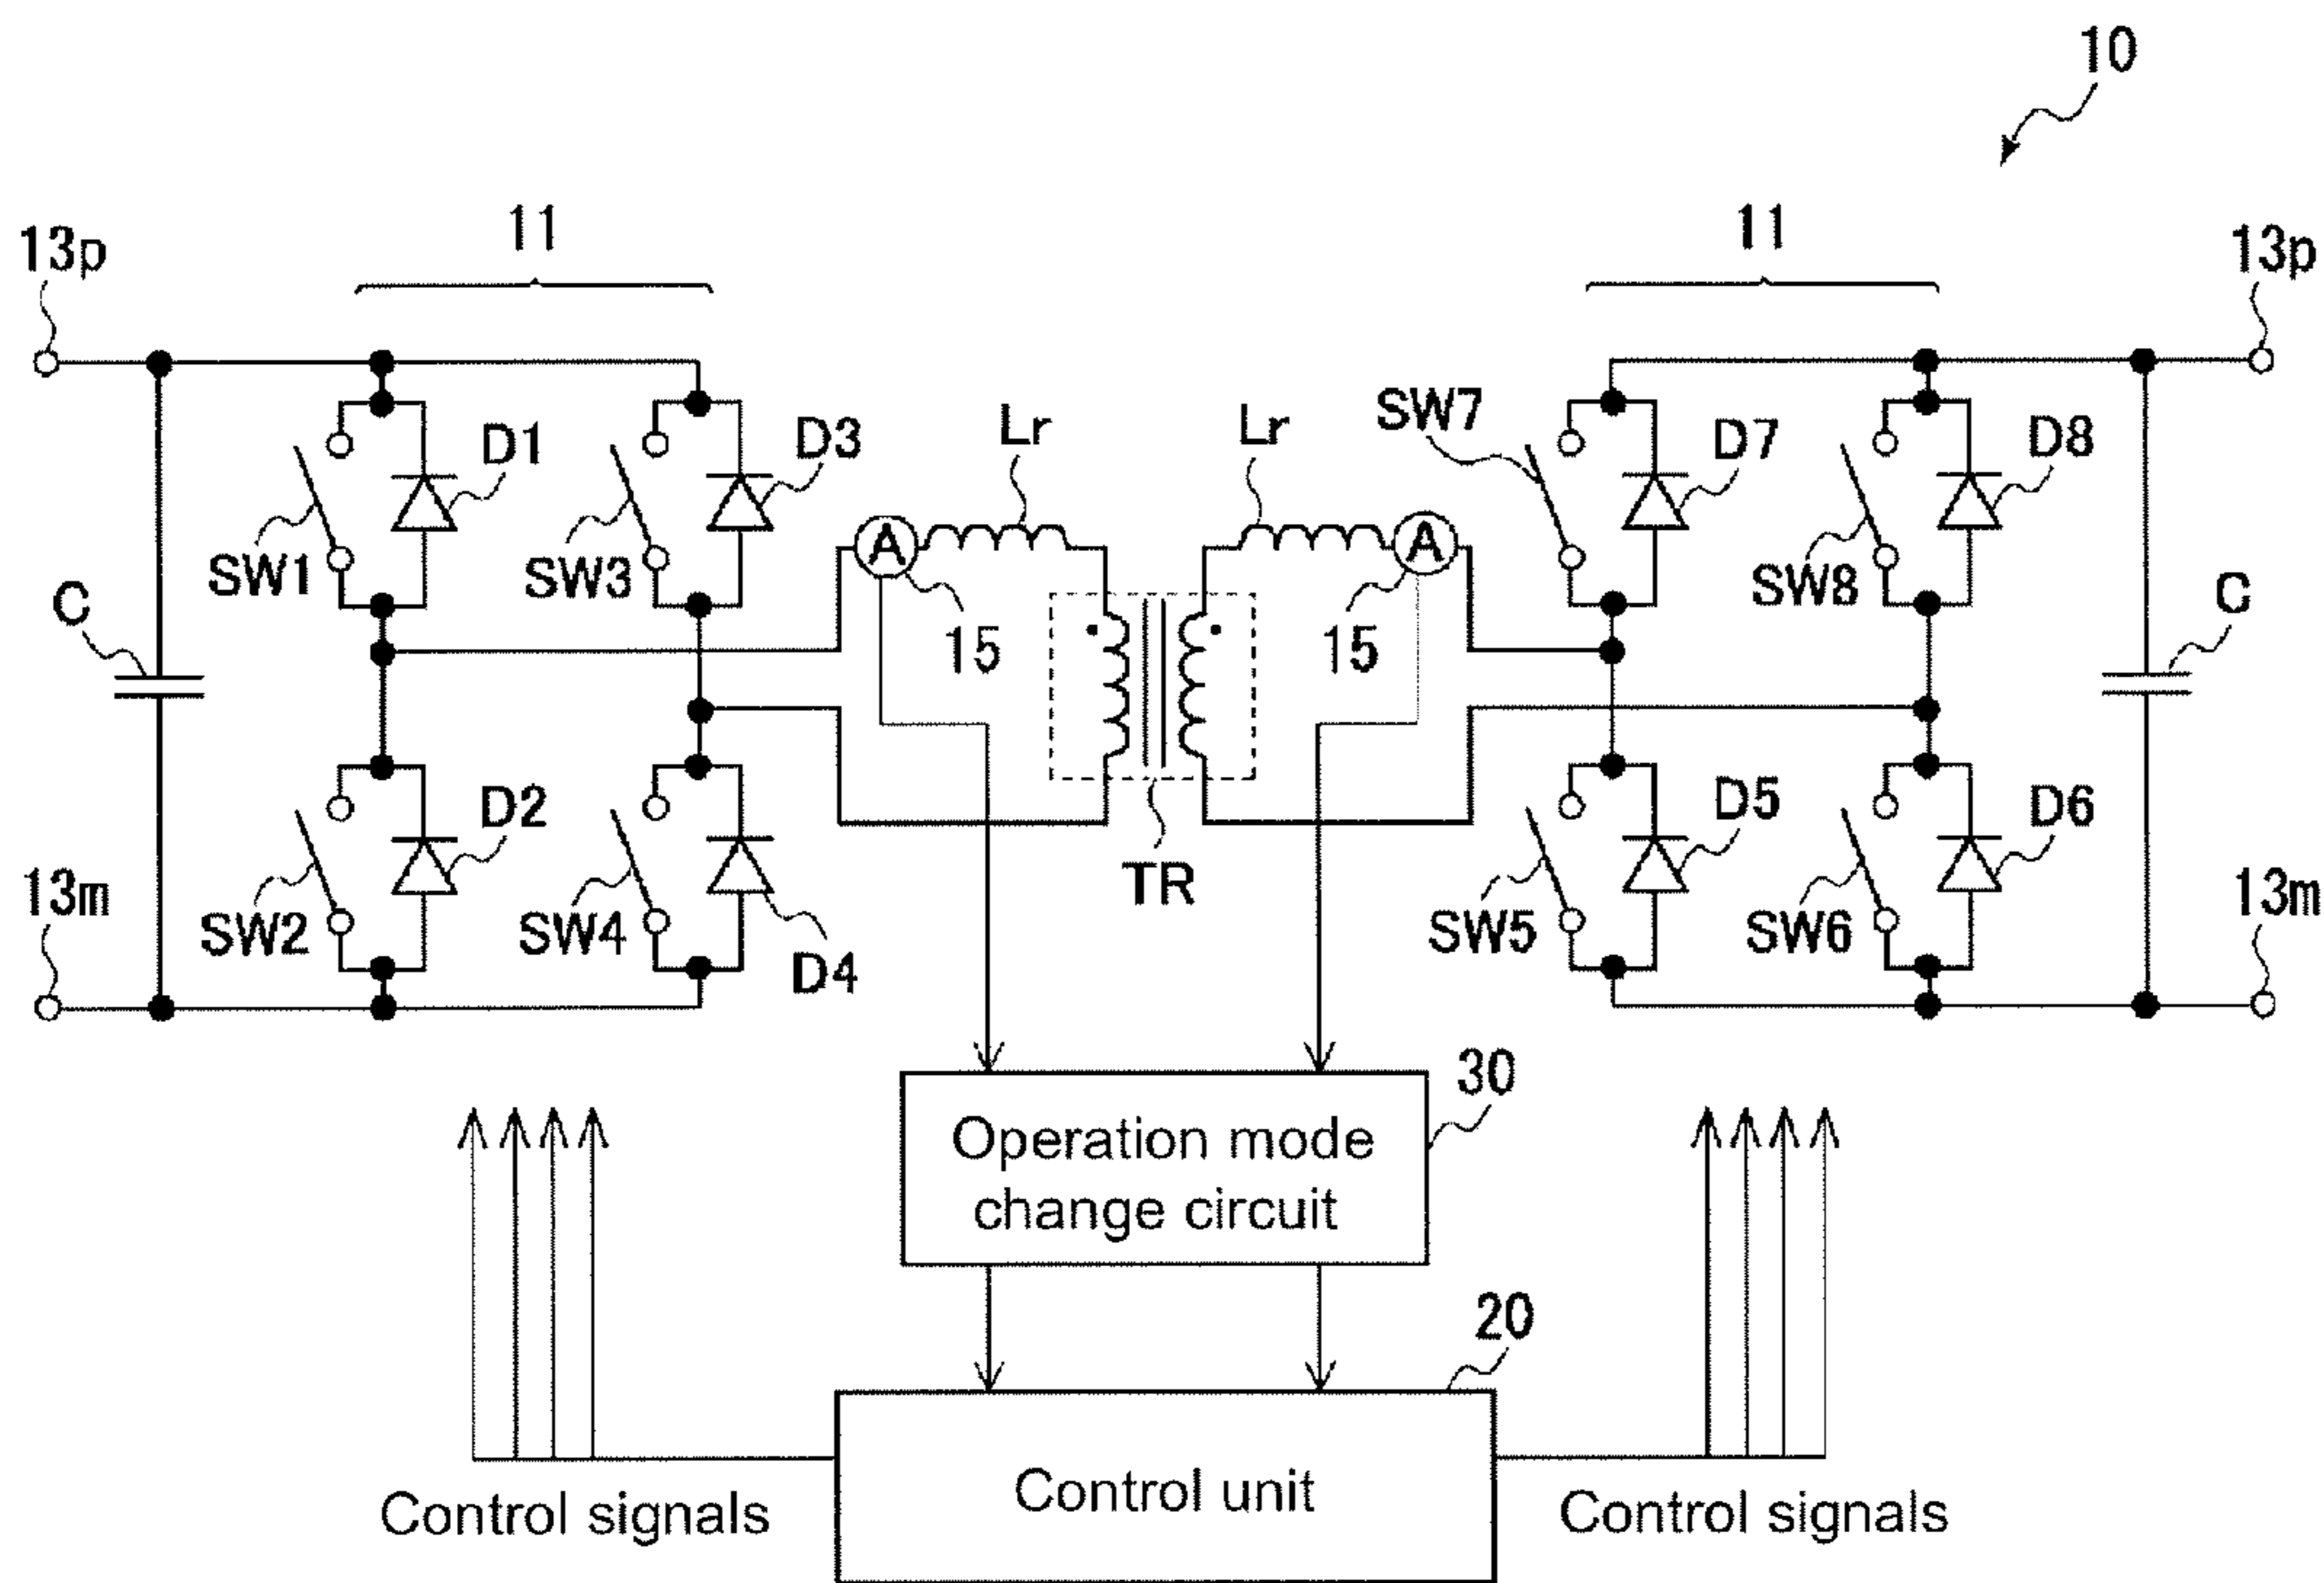 10
11
11
13p
13p
D1
D3
Lr
Lr
SW7
D7
D8
SW1
SW3
A
A
SW8
C
15
15
C
D2
TR
D5
D6
13m
SW2
SW4
D4
SW5
SW6
13m
30
Operation mode
change circuit
20
Control signals
Control unit
Control signals